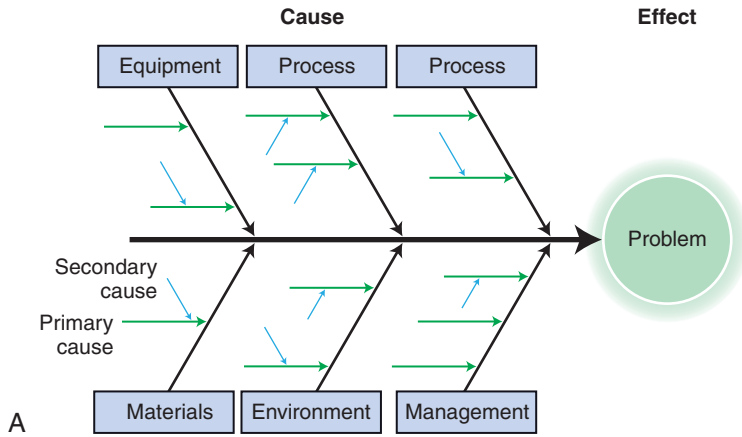 Cause
Effect
Equipment
Process
Process
Problem
Secondary
cause
Primary
cause
Materials
Environment
Management
A